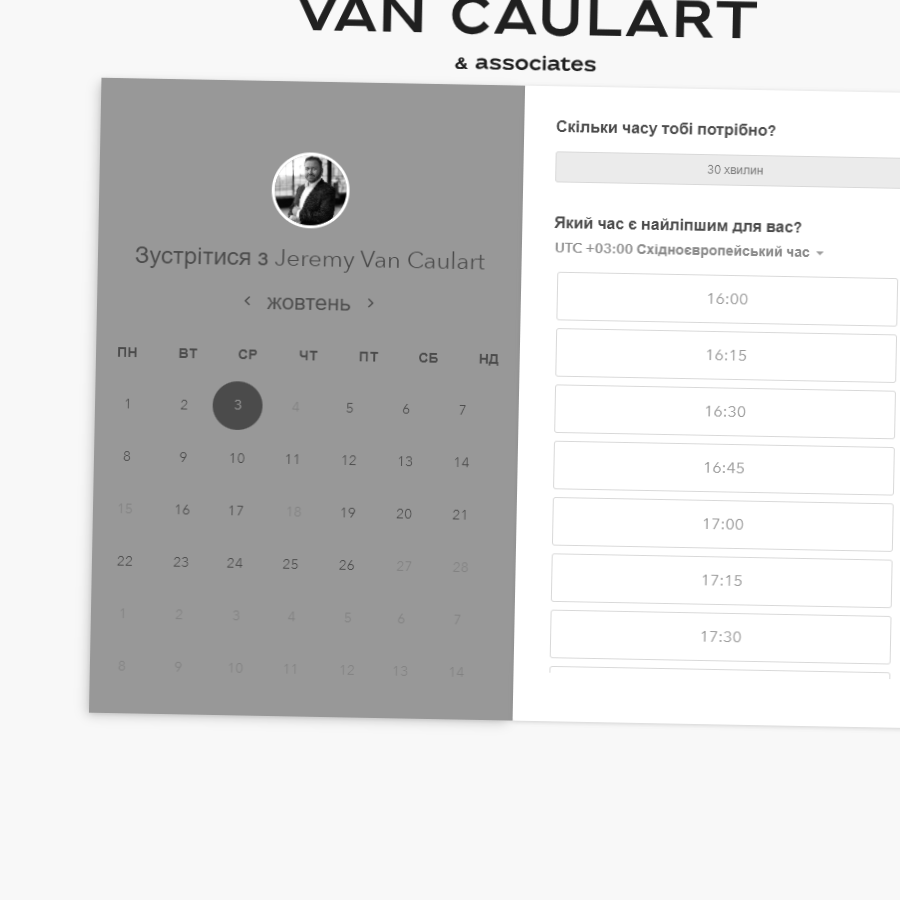 VAN CAULART
& associates
Зустрітися з Jeremy Van Caulart
жовтень
ПН ВТ СР ЧТ ПТ СБ НД
1 2 3 4 5 6 7
8 9 10 11 12 13 14
15 16 17 18 19 20 21
22 23 24 25 26 27 28
1 2 3 4 5 6 7
8 9 10 11 12 13 14
Скільки часу тобі потрібно?
30 хвилин
Який час є найліпшим для вас?
UTC +03:00 Східноєвропейський час
16:00
16:15
16:30
16:45
17:00
17:15
17:30